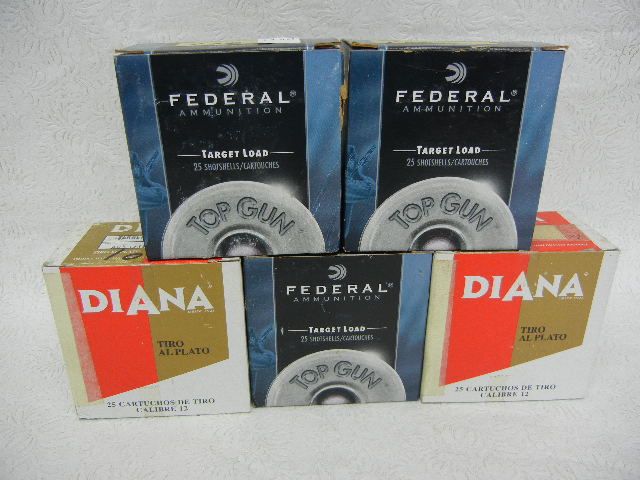 FEDERAL®
AMMUNITION
TARGET LOAD
25 SHOTSHELLS/CARTOUCHES
TOP GUN
FEDERAL®
AMMUNITION
TARGET LOAD
25 SHOTSHELLS/CARTOUCHES
TOP GUN
DIANA
DIANA
TIRO
AL PLATO
25 CARTUCHOS DE TIRO
CALIBRE 12
FEDERAL®
AMMUNITION
TARGET LOAD
25 SHOTSHELLS/CARTOUCHES
TOP GUN
DIANA
TIRO
AL PLATO
25 CARTUCHOS DE TIRO
CALIBRE 12